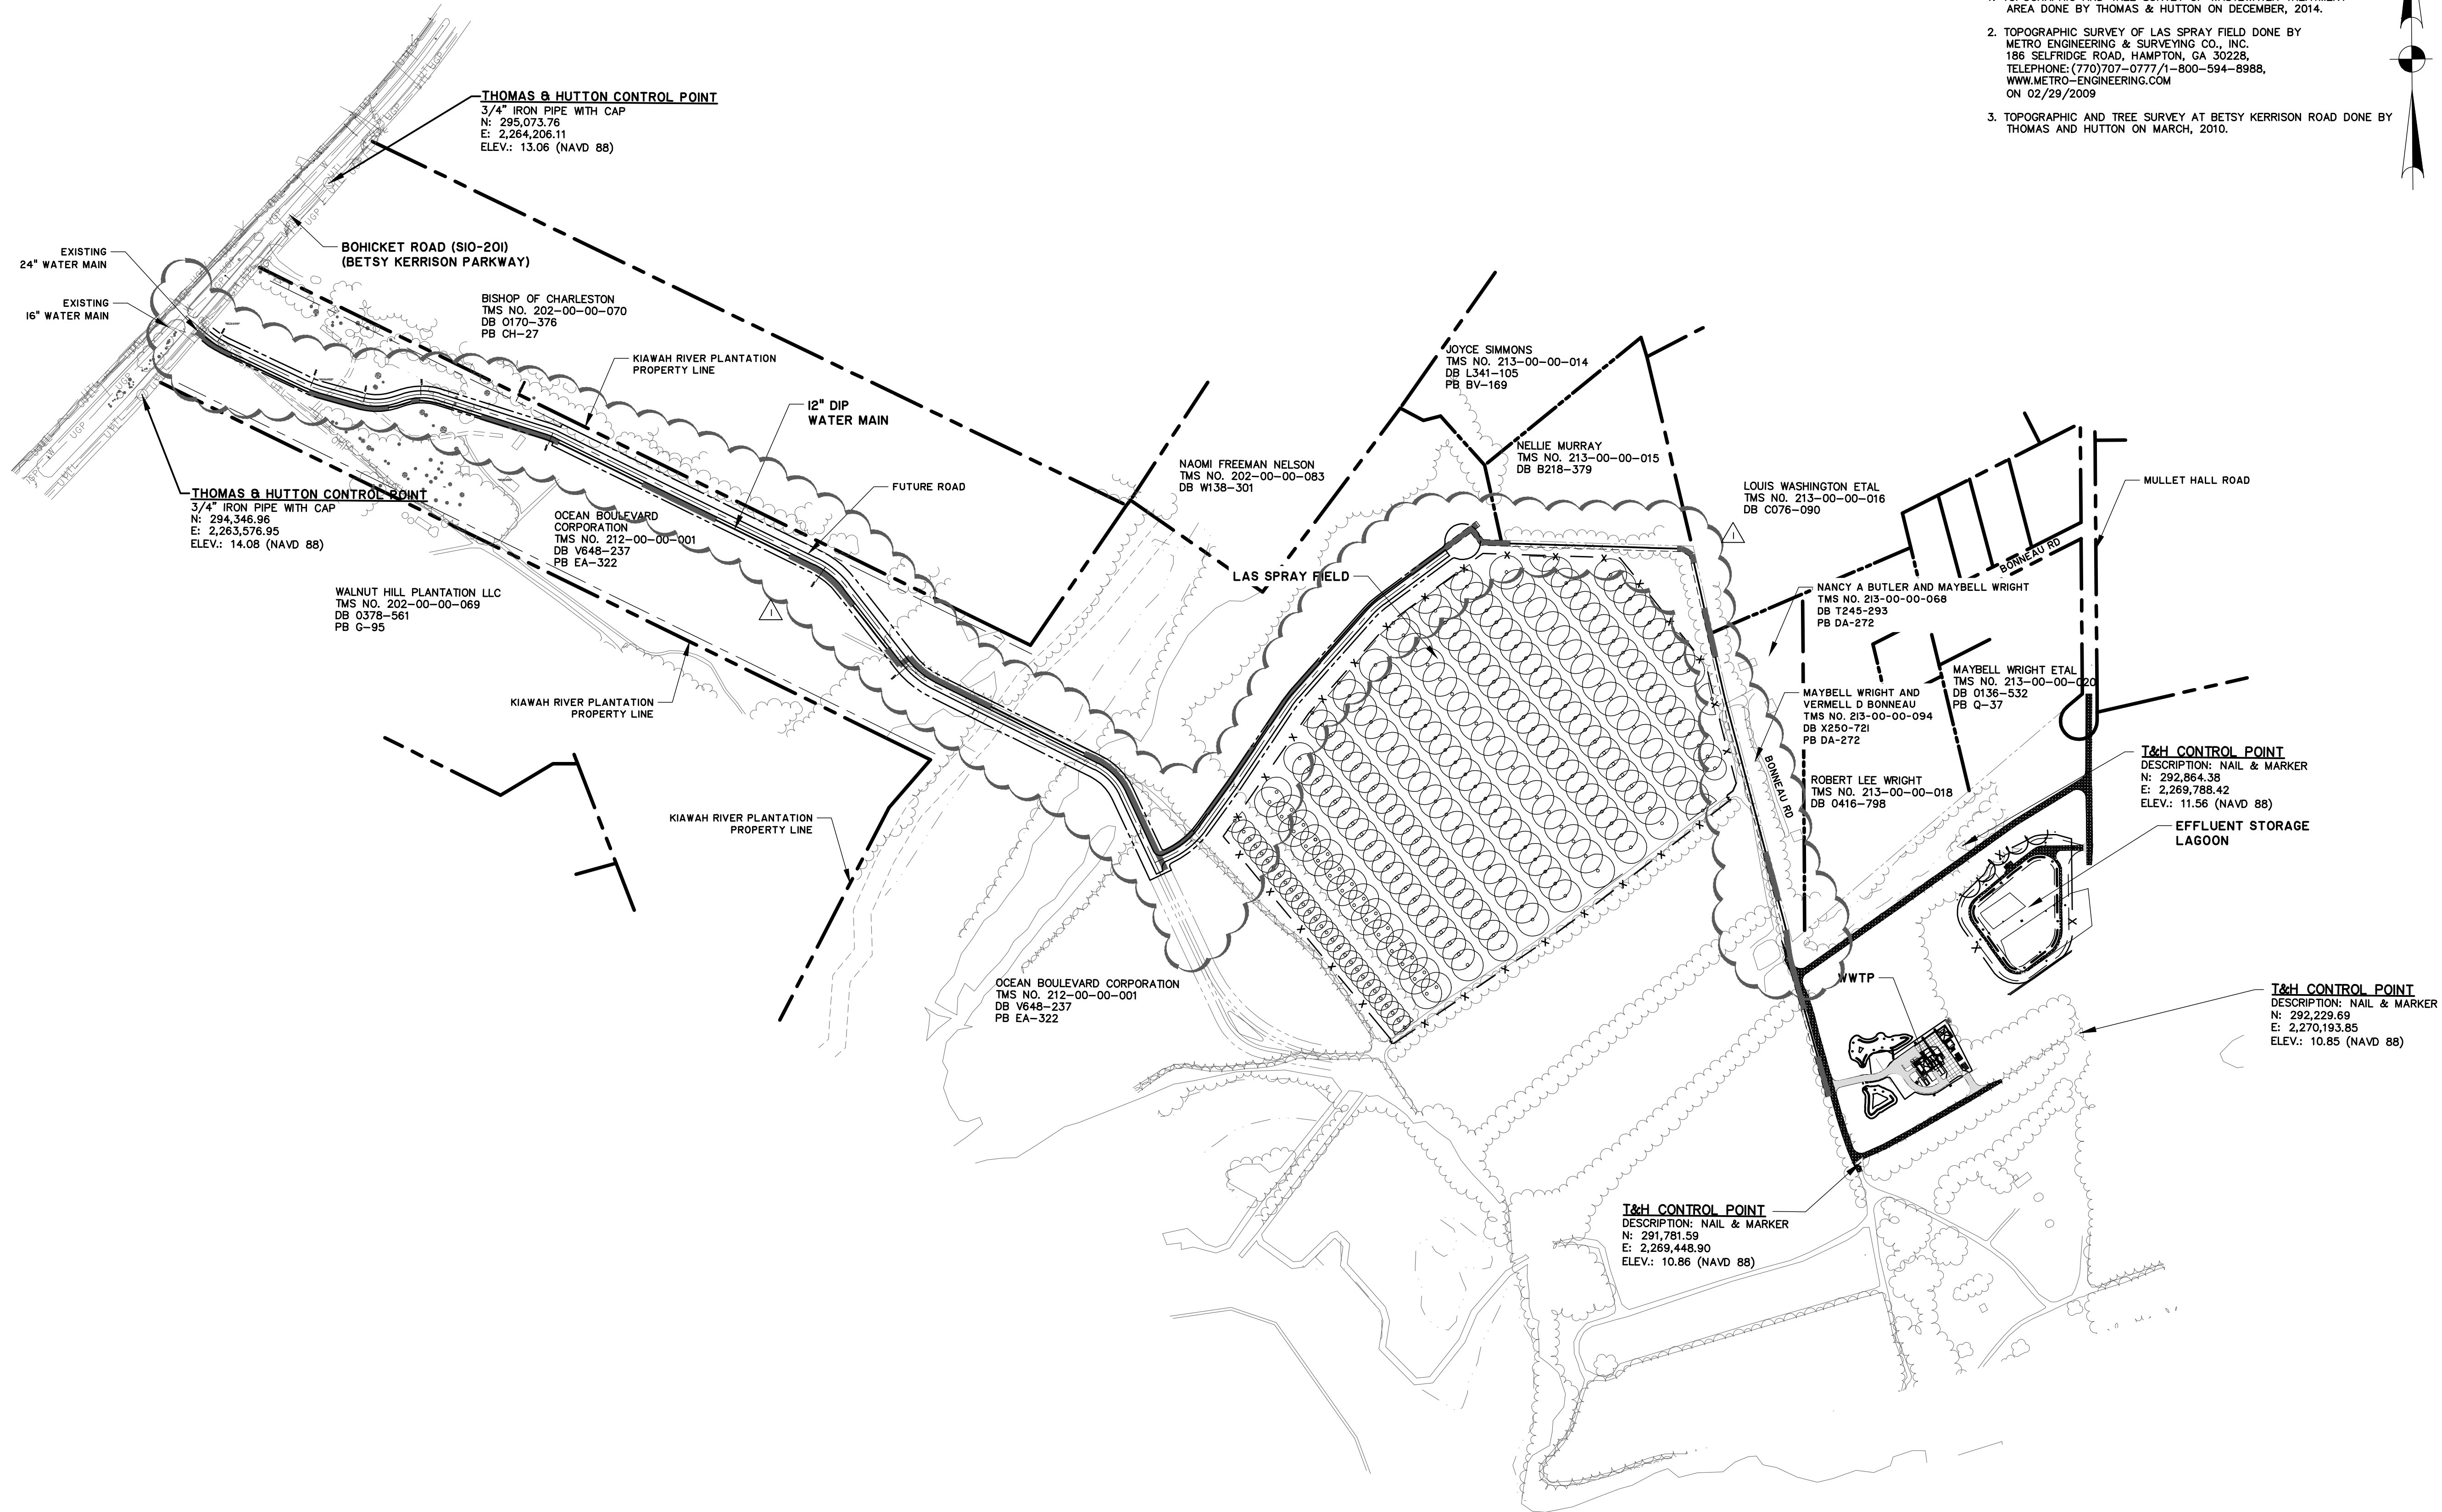 AREA DONE BY THOMAS & HUTTON ON DECEMBER, 2014.
2. TOPOGRAPHIC SURVEY OF LAS SPRAY FIELD DONE BY
METRO ENGINEERING & SURVEYING CO., INC.
186 SELFRIDGE ROAD, HAMPTON, GA 30228,
TELEPHONE:(770)707-0777/1-800-594-8988,
WWW.METRO-ENGINEERING.COM
ON 02/29/2009
3. TOPOGRAPHIC AND TREE SURVEY AT BETSY KERRISON ROAD DONE BY
THOMAS AND HUTTON ON MARCH, 2010.
THOMAS & HUTTON CONTROL POINT
3/4" IRON PIPE WITH CAP
N: 295,073.76
E: 2,264,206.11
ELEV.: 13.06 (NAVD 88)
BOHICKET ROAD (S10-201)
(BETSY KERRISON PARKWAY)
EXISTING
24" WATER MAIN
EXISTING
16" WATER MAIN
UGP
UGP
UGP
UGP
UGP
BISHOP OF CHARLESTON
TMS NO. 202-00-00-070
DB O170-376
PB CH-27
KIAWAH RIVER PLANTATION
PROPERTY LINE
12" DIP
WATER MAIN
FUTURE ROAD
THOMAS & HUTTON CONTROL POINT
3/4" IRON PIPE WITH CAP
N: 294,346.96
E: 2,263,576.95
ELEV.: 14.08 (NAVD 88)
OCEAN BOULEVARD
CORPORATION
TMS NO. 212-00-00-001
DB V648-237
PB EA-322
1
WALNUT HILL PLANTATION LLC
TMS NO. 202-00-00-069
DB 0378-561
PB G-95
KIAWAH RIVER PLANTATION
PROPERTY LINE
KIAWAH RIVER PLANTATION
PROPERTY LINE
NAOMI FREEMAN NELSON
TMS NO. 202-00-00-083
DB W138-301
JOYCE SIMMONS
TMS NO. 213-00-00-014
DB L341-105
PB BV-169
NELLIE MURRAY
TMS NO. 213-00-00-015
DB B218-379
LOUIS WASHINGTON ETAL
TMS NO. 213-00-00-016
DB C076-090
1
LAS SPRAY FIELD
MULLET HALL ROAD
BONNEAU RD
NANCY A BUTLER AND MAYBELL WRIGHT
TMS NO. 213-00-00-068
DB T245-293
PB DA-272
MAYBELL WRIGHT ETAL
TMS NO. 213-00-00-020
DB 0136-532
PB Q-37
MAYBELL WRIGHT AND
VERMELL D BONNEAU
TMS NO. 213-00-00-094
DB X250-721
PB DA-272
BONNEAU RD
ROBERT LEE WRIGHT
TMS NO. 213-00-00-018
DB 0416-798
T&H CONTROL POINT
DESCRIPTION: NAIL & MARKER
N: 292,864.38
E: 2,269,788.42
ELEV.: 11.56 (NAVD 88)
EFFLUENT STORAGE
LAGOON
WWTP
OCEAN BOULEVARD CORPORATION
TMS NO. 212-00-00-001
DB V648-237
PB EA-322
T&H CONTROL POINT
DESCRIPTION: NAIL & MARKER
N: 292,229.69
E: 2,270,193.85
ELEV.: 10.85 (NAVD 88)
T&H CONTROL POINT
DESCRIPTION: NAIL & MARKER
N: 291,781.59
E: 2,269,448.90
ELEV.: 10.86 (NAVD 88)